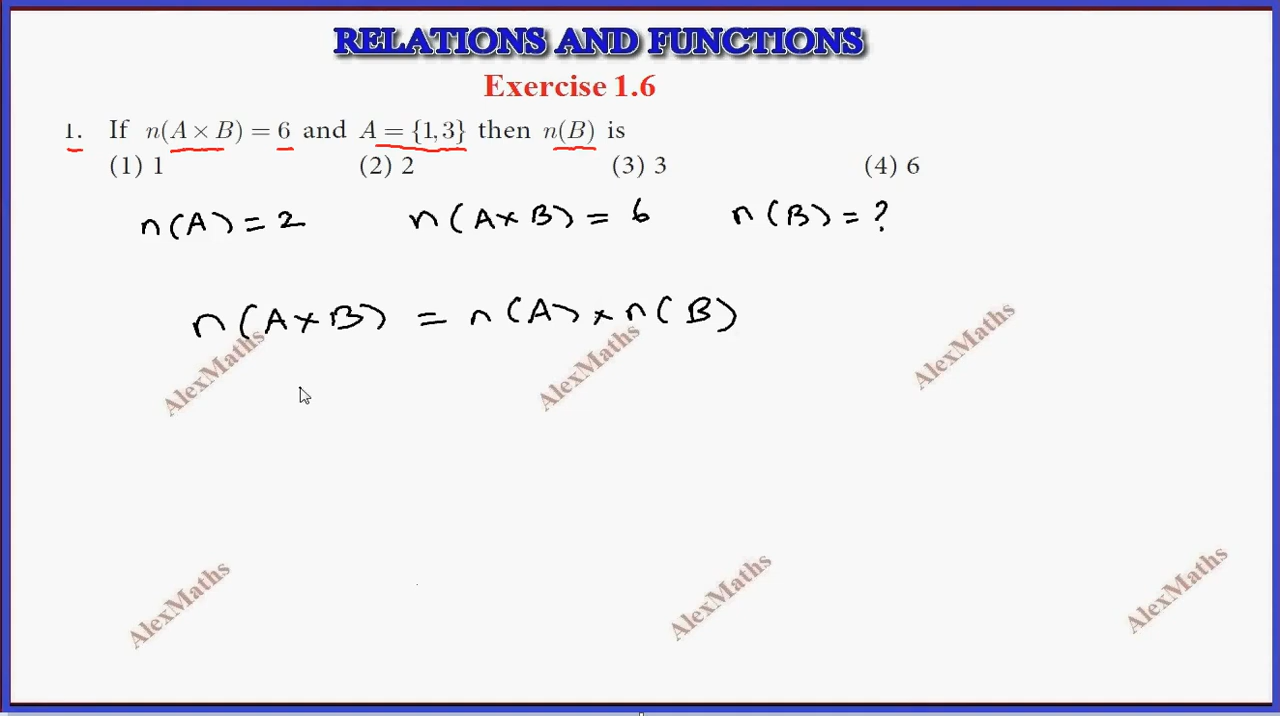 RELATIONS AND FUNCTIONS
Exercise 1.6
1. If n(A × B) = 6 and A = {1,3} then n(B) is
(1) 1 (2) 2 (3) 3 (4) 6
n(A) = 2 n(A×B) = 6 n(B) = ?
n(A×B) = n(A) × n(B)
AlexMaths AlexMaths AlexMaths
AlexMaths AlexMaths AlexMaths